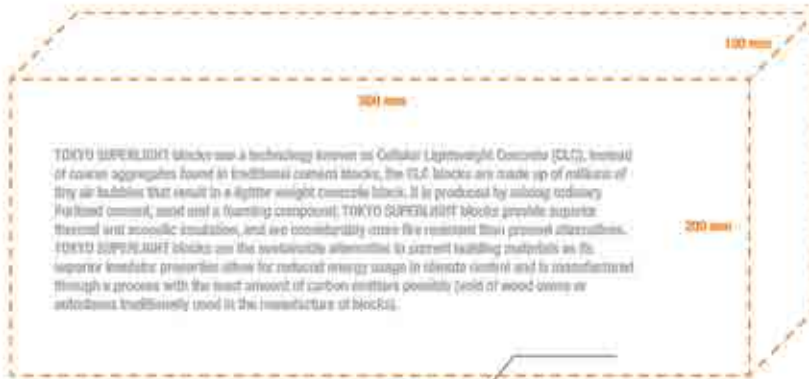 100 mm
TOKYO SUPERLIGHT blocks use a technology known as Cellular Lightweight Concrete (CLC), Instead
of coarse aggregates found in traditional cement blocks, the CLC blocks are made up of millions of
tiny air bubbles that result in a lighter weight concrete block. It is produced by mixing ordinary
Portland cement, sand and a foaming compound. TOKYO SUPERLIGHT blocks provide superior
thermal and acoustic insulation, and are considerably more fire resistant than present alternatives.
200 mm
TOKYO SUPERLIGHT blocks are the sustainable alternative to current building materials as its
superior insulator properties allow for reduced energy usage in climate control and is manufactured
through a process with the least amount of carbon emitters possible (void of wood ovens or
autoclaves traditionally used in the manufacture of blocks).